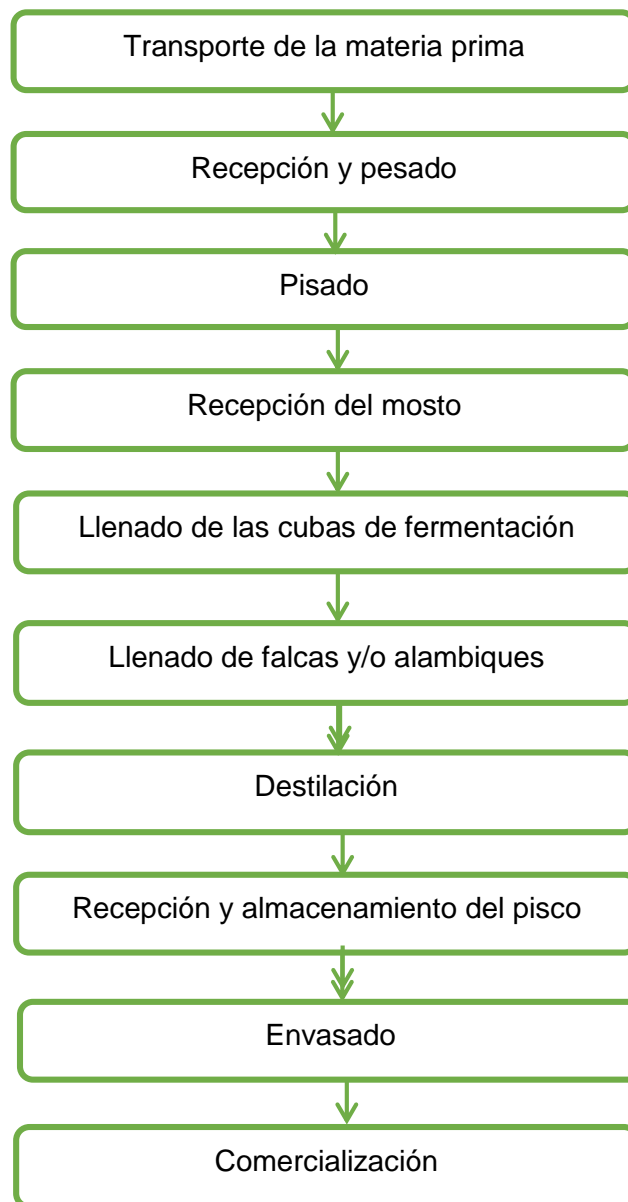 Transporte de la materia prima
Recepción y pesado
Pisado
Recepción del mosto
Llenado de las cubas de fermentación
Llenado de falcas y/o alambiques
Destilación
Recepción y almacenamiento del pisco
Envasado
Comercialización